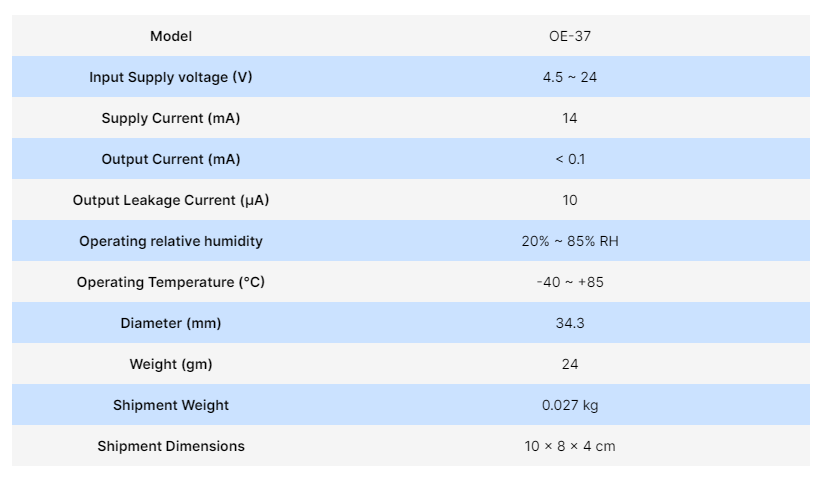 Model OE-37
Input Supply voltage (V) 4.5 ~ 24
Supply Current (mA) 14
Output Current (mA) < 0.1
Output Leakage Current (μA) 10
Operating relative humidity 20% ~ 85% RH
Operating Temperature (°C) -40 ~ +85
Diameter (mm) 34.3
Weight (gm) 24
Shipment Weight 0.027 kg
Shipment Dimensions 10 × 8 × 4 cm